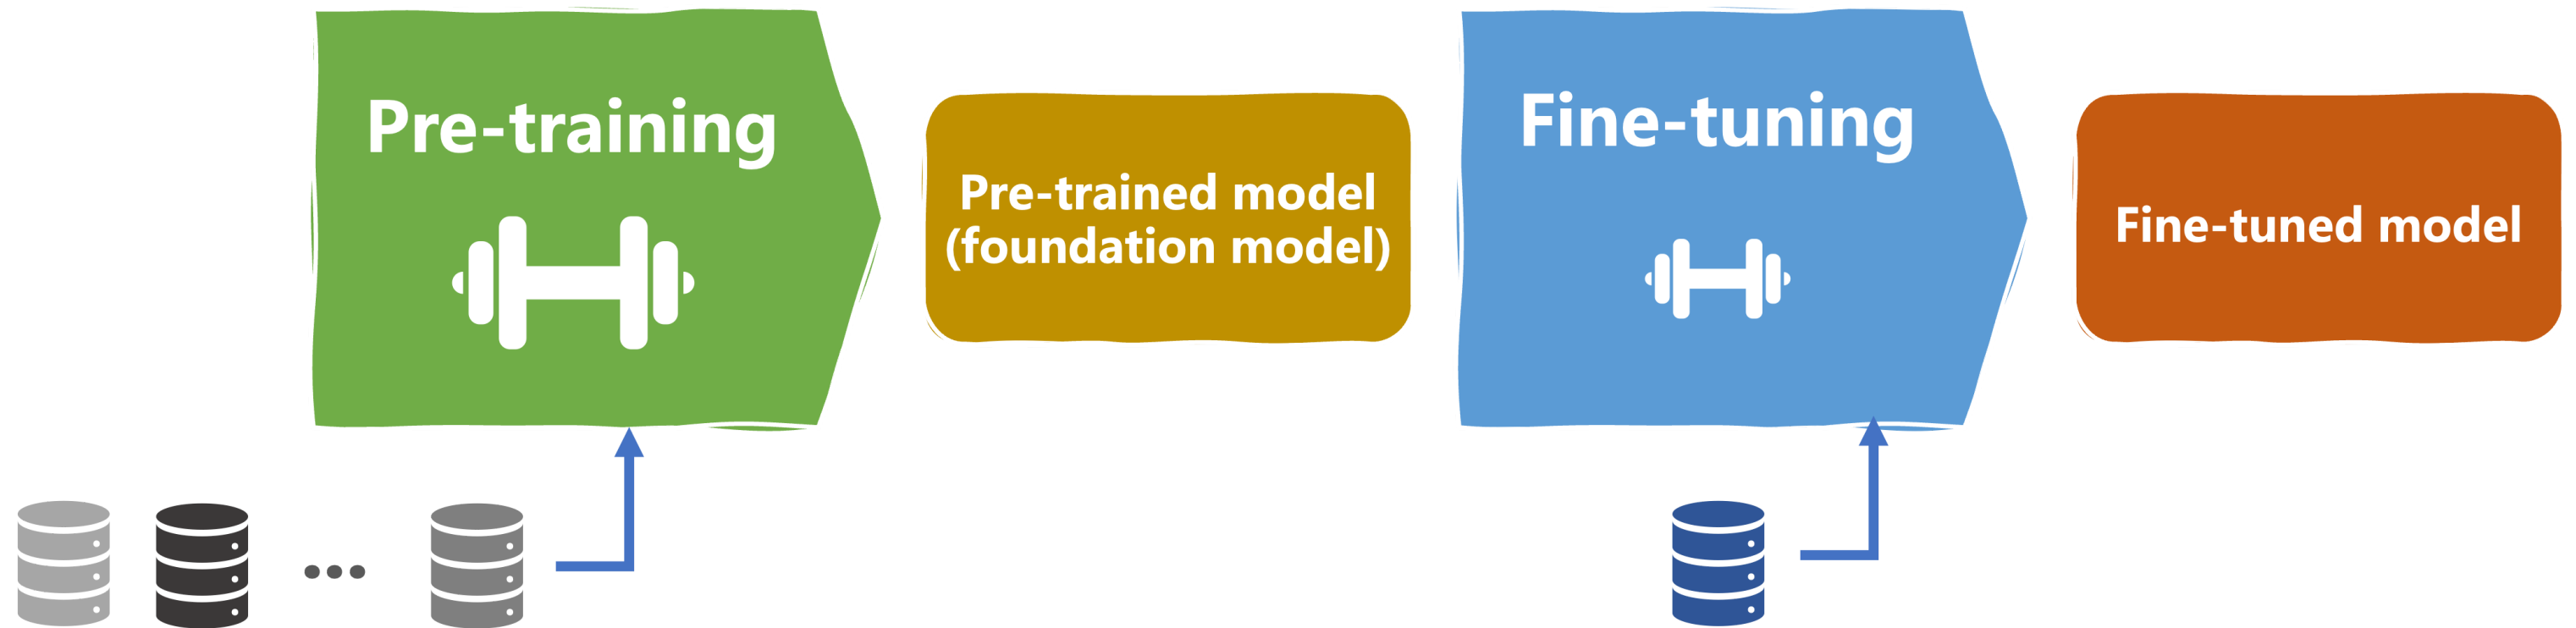 Pre-training
Pre-trained model
(foundation model)
Fine-tuning
Fine-tuned model